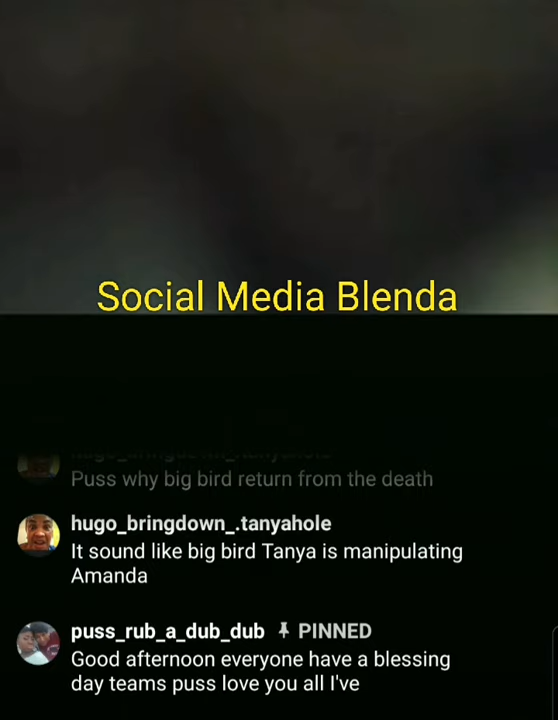 Social Media Blenda
Puss why big bird return from the death
hugo_bringdown_.tanyahole
It sound like big bird Tanya is manipulating
Amanda
puss_rub_a_dub_dub PINNED
Good afternoon everyone have a blessing
day teams puss love you all I've